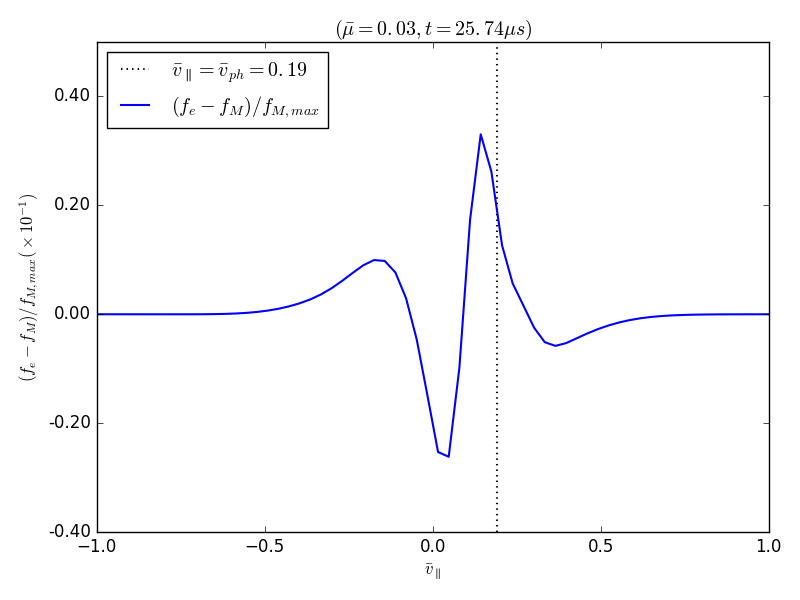 (μ̄ = 0.03, t = 25.74μs)
v̄∥ = v̄ph = 0.19
(fe − fM)/fM,max
0.40
0.20
0.00
-0.20
-0.40
(fe − fM)/fM,max(×10⁻¹)
−1.0 −0.5 0.0 0.5 1.0
v̄∥